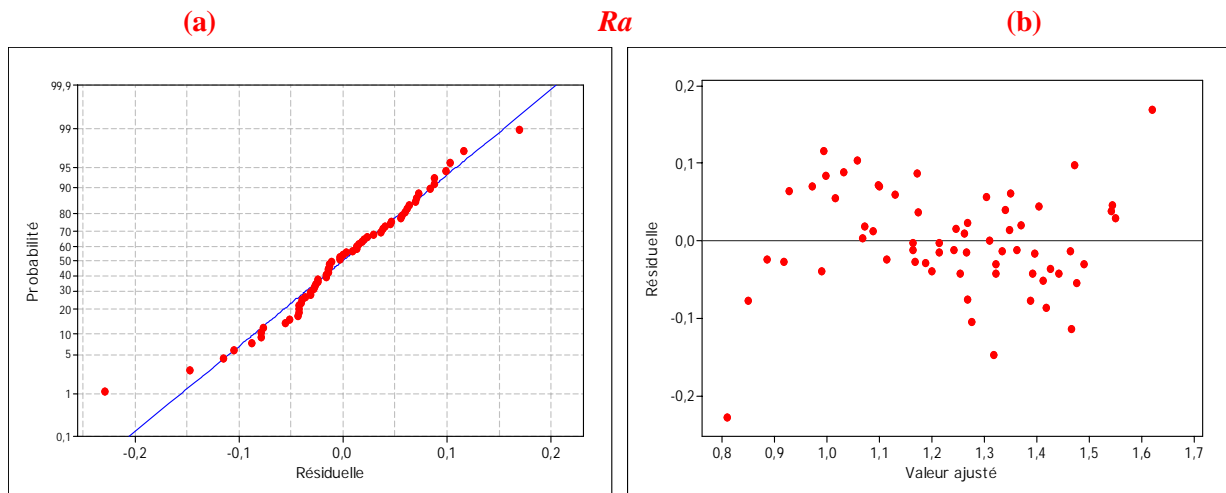 (a) Ra (b)
99,9
99
95
90
80
70
60
50
40
30
20
10
5
1
0,1
Probabilité
-0,2 -0,1 0,0 0,1 0,2
Résiduelle
0,2
0,1
0,0
-0,1
-0,2
Résiduelle
0,8 0,9 1,0 1,1 1,2 1,3 1,4 1,5 1,6 1,7
Valeur ajusté